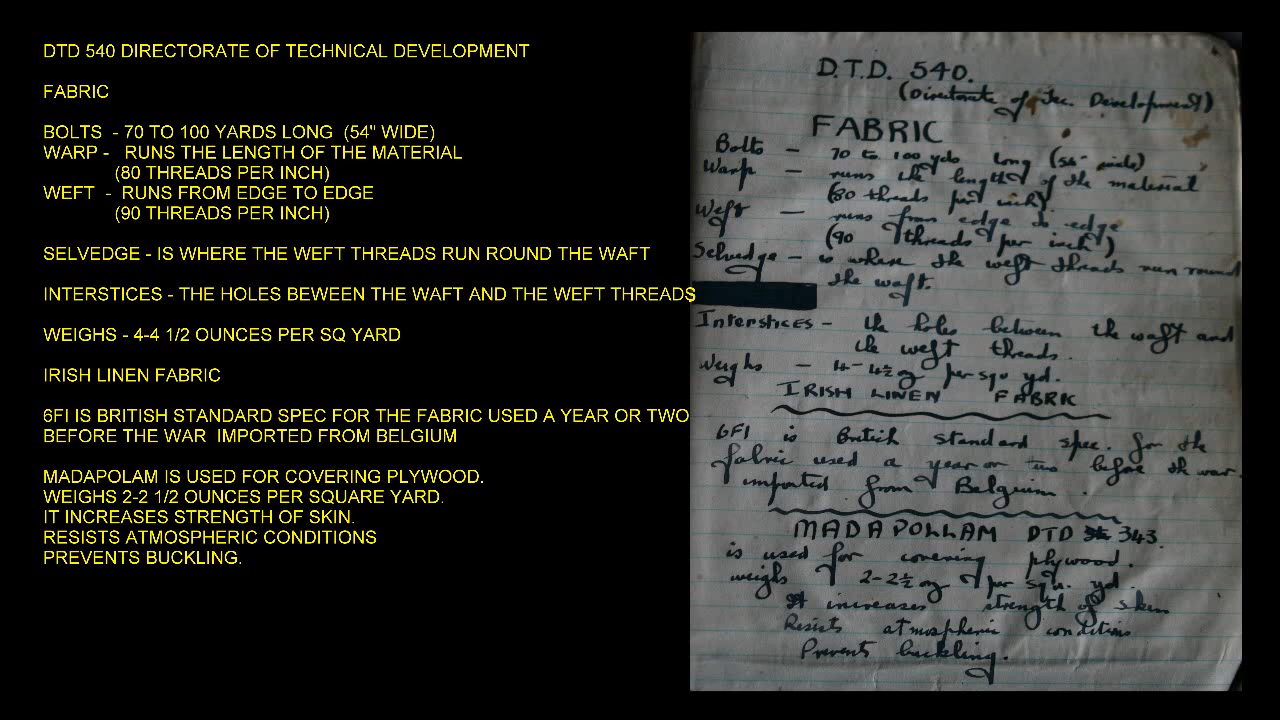 DTD 540 DIRECTORATE OF TECHNICAL DEVELOPMENT
FABRIC
BOLTS - 70 TO 100 YARDS LONG (54" WIDE)
WARP - RUNS THE LENGTH OF THE MATERIAL
(80 THREADS PER INCH)
WEFT - RUNS FROM EDGE TO EDGE
(90 THREADS PER INCH)
SELVEDGE - IS WHERE THE WEFT THREADS RUN ROUND THE WAFT
INTERSTICES - THE HOLES BEWEEN THE WAFT AND THE WEFT THREADS
WEIGHS - 4-4 1/2 OUNCES PER SQ YARD
IRISH LINEN FABRIC
6FI IS BRITISH STANDARD SPEC FOR THE FABRIC USED A YEAR OR TWO
BEFORE THE WAR IMPORTED FROM BELGIUM
MADAPOLAM IS USED FOR COVERING PLYWOOD.
WEIGHS 2-2 1/2 OUNCES PER SQUARE YARD.
IT INCREASES STRENGTH OF SKIN.
RESISTS ATMOSPHERIC CONDITIONS
PREVENTS BUCKLING.
D.T.D. 540.
(Directorate of Tec. Development)
FABRIC
Bolts - 70 to 100 yds long (54" wide)
Warp - runs the length of the material
(80 threads per inch)
Weft - runs from edge to edge
(90 threads per inch)
Selvedge - is where the weft threads run round
the waft.
Interstices - the holes between the waft and
the weft threads.
Weighs - 4-4½ oz per squ yd.
IRISH LINEN FABRIC
6F1 is British standard spec. for the
fabric used a year or two before the war.
imported from Belgium.
MADAPOLLAM DTD 343.
is used for covering plywood.
weighs 2-2½ oz per squ. yd.
It increases strength of skin
Resists atmospheric conditions
Prevents buckling.